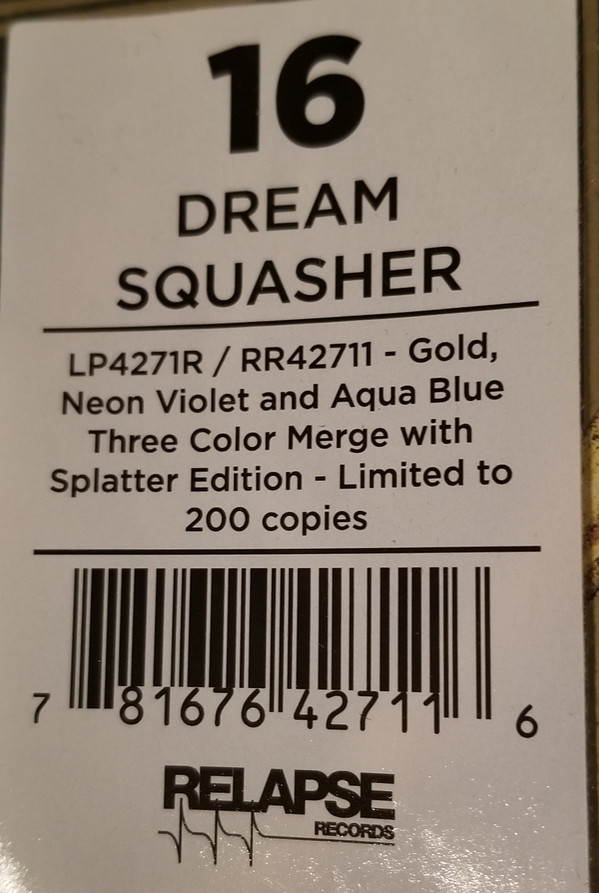 16
DREAM
SQUASHER
LP4271R / RR42711 - Gold,
Neon Violet and Aqua Blue
Three Color Merge with
Splatter Edition - Limited to
200 copies
7 81676 42711 6
RELAPSE
RECORDS